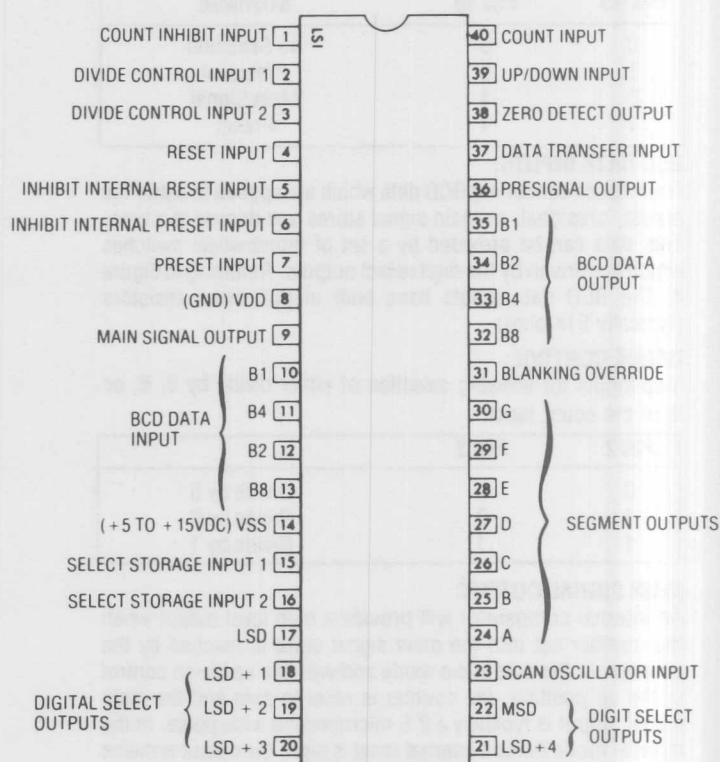 COUNT INHIBIT INPUT 1
DIVIDE CONTROL INPUT 1 2
DIVIDE CONTROL INPUT 2 3
RESET INPUT 4
INHIBIT INTERNAL RESET INPUT 5
INHIBIT INTERNAL PRESET INPUT 6
PRESET INPUT 7
(GND) VDD 8
MAIN SIGNAL OUTPUT 9
BCD DATA
INPUT
B1 10
B4 11
B2 12
B8 13
(+5 TO +15VDC) VSS 14
SELECT STORAGE INPUT 1 15
SELECT STORAGE INPUT 2 16
LSD 17
DIGITAL SELECT
OUTPUTS
LSD + 1 18
LSD + 2 19
LSD + 3 20
LSI
40 COUNT INPUT
39 UP/DOWN INPUT
38 ZERO DETECT OUTPUT
37 DATA TRANSFER INPUT
36 PRESIGNAL OUTPUT
35 B1
34 B2
33 B4
32 B8
BCD DATA
OUTPUT
31 BLANKING OVERRIDE
30 G
29 F
28 E
27 D
26 C
25 B
24 A
SEGMENT OUTPUTS
23 SCAN OSCILLATOR INPUT
22 MSD
21 LSD+4
DIGIT SELECT
OUTPUTS